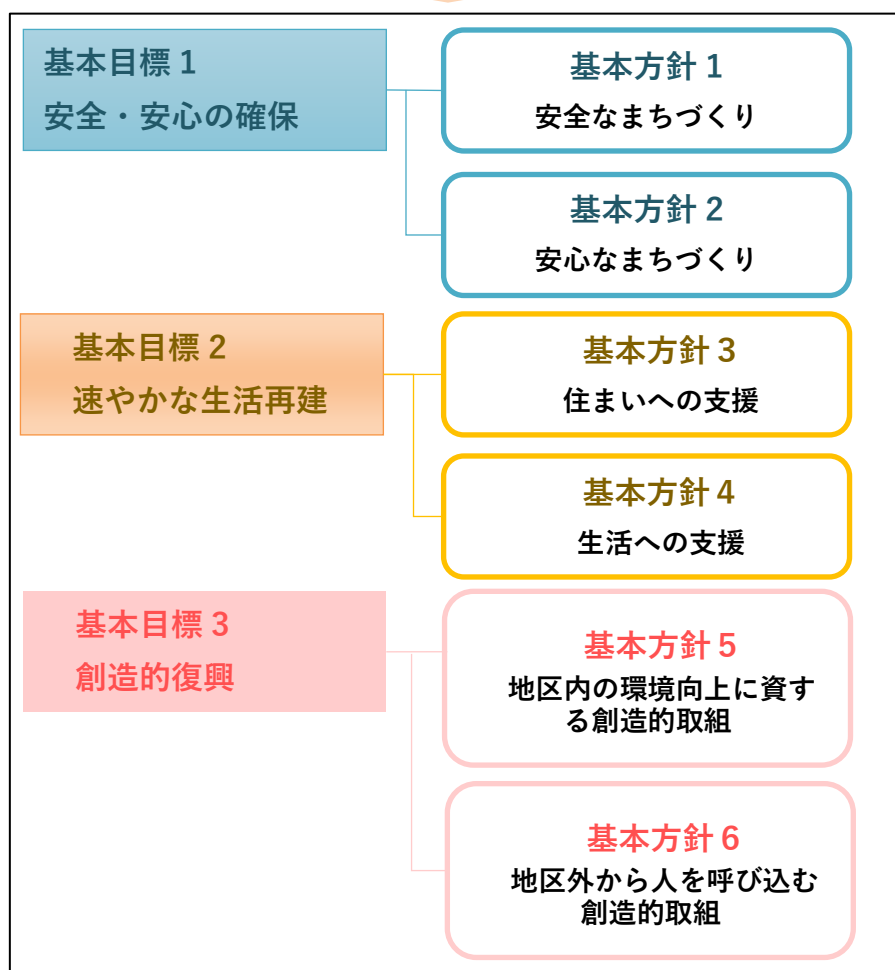 基本目標１
安全・安心の確保
基本方針１
安全なまちづくり
基本方針２
安心なまちづくり
基本目標２
速やかな生活再建
基本方針３
住まいへの支援
基本方針４
生活への支援
基本目標３
創造的復興
基本方針５
地区内の環境向上に資す
る創造的取組
基本方針６
地区外から人を呼び込む
創造的取組